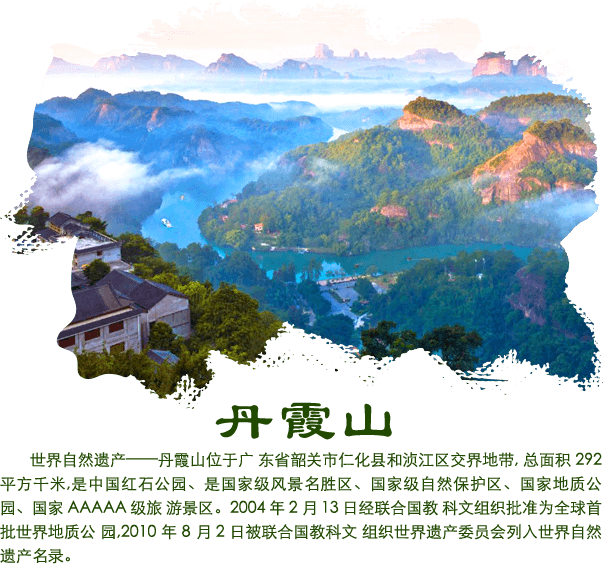 丹霞山
世界自然遗产——丹霞山位于广 东省韶关市仁化县和浈江区交界地带, 总面积 292
平方千米,是中国红石公园、是国家级风景名胜区、国家级自然保护区、国家地质公
园、国家 AAAAA 级旅 游景区。2004 年 2 月 13 日经联合国教 科文组织批准为全球首
批世界地质公 园,2010 年 8 月 2 日被联合国教科文 组织世界遗产委员会列入世界自然
遗产名录。